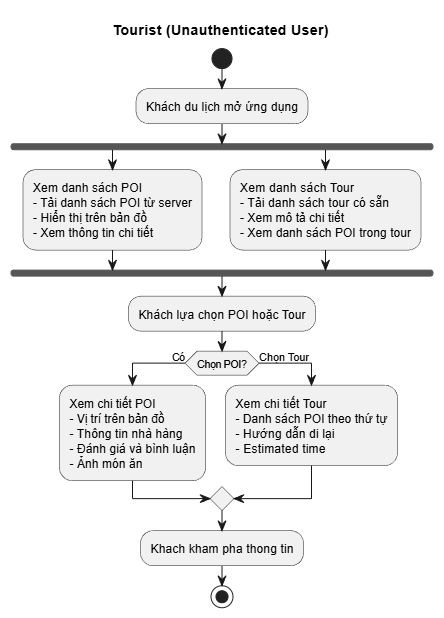 Tourist (Unauthenticated User)
Khách du lịch mở ứng dụng
Xem danh sách POI
- Tải danh sách POI từ server
- Hiển thị trên bản đồ
- Xem thông tin chi tiết
Xem danh sách Tour
- Tải danh sách tour có sẵn
- Xem mô tả chi tiết
- Xem danh sách POI trong tour
Khách lựa chọn POI hoặc Tour
Có
Chọn POI?
Chọn Tour
Xem chi tiết POI
- Vị trí trên bản đồ
- Thông tin nhà hàng
- Đánh giá và bình luận
- Ảnh món ăn
Xem chi tiết Tour
- Danh sách POI theo thứ tự
- Hướng dẫn di lại
- Estimated time
Khach kham pha thong tin